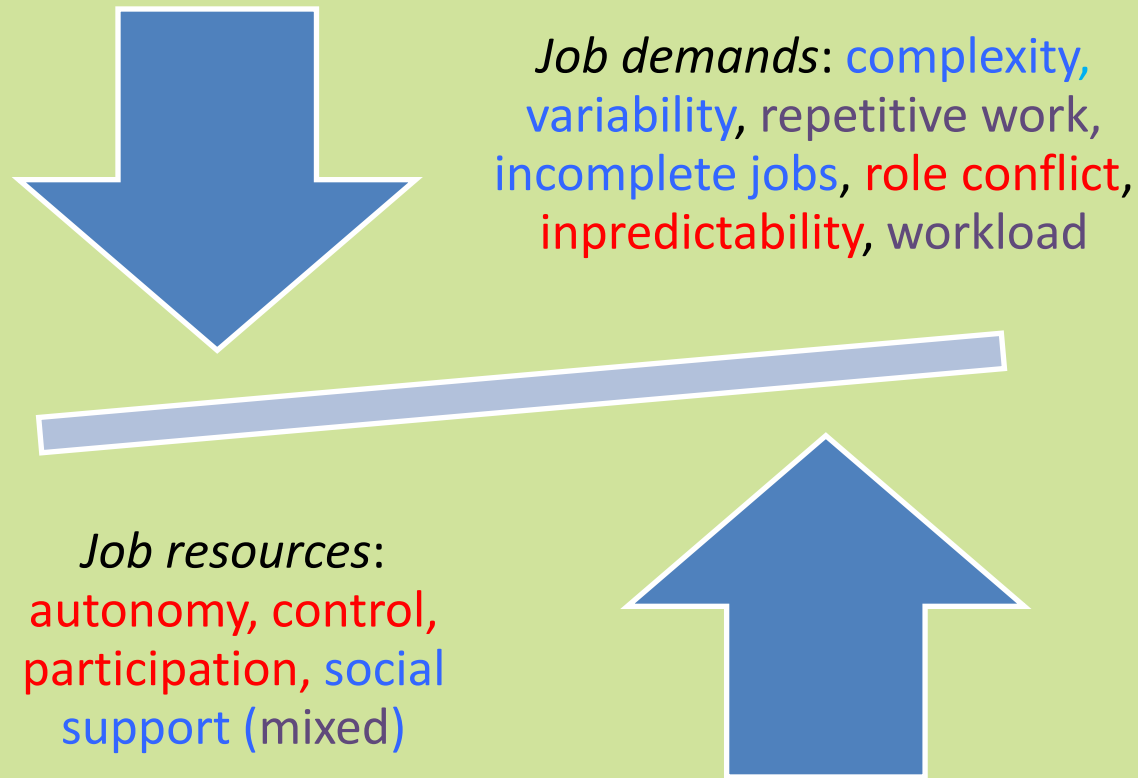 Job demands: complexity,
variability, repetitive work,
incomplete jobs, role conflict,
inpredictability, workload
Job resources:
autonomy, control,
participation, social
support (mixed)